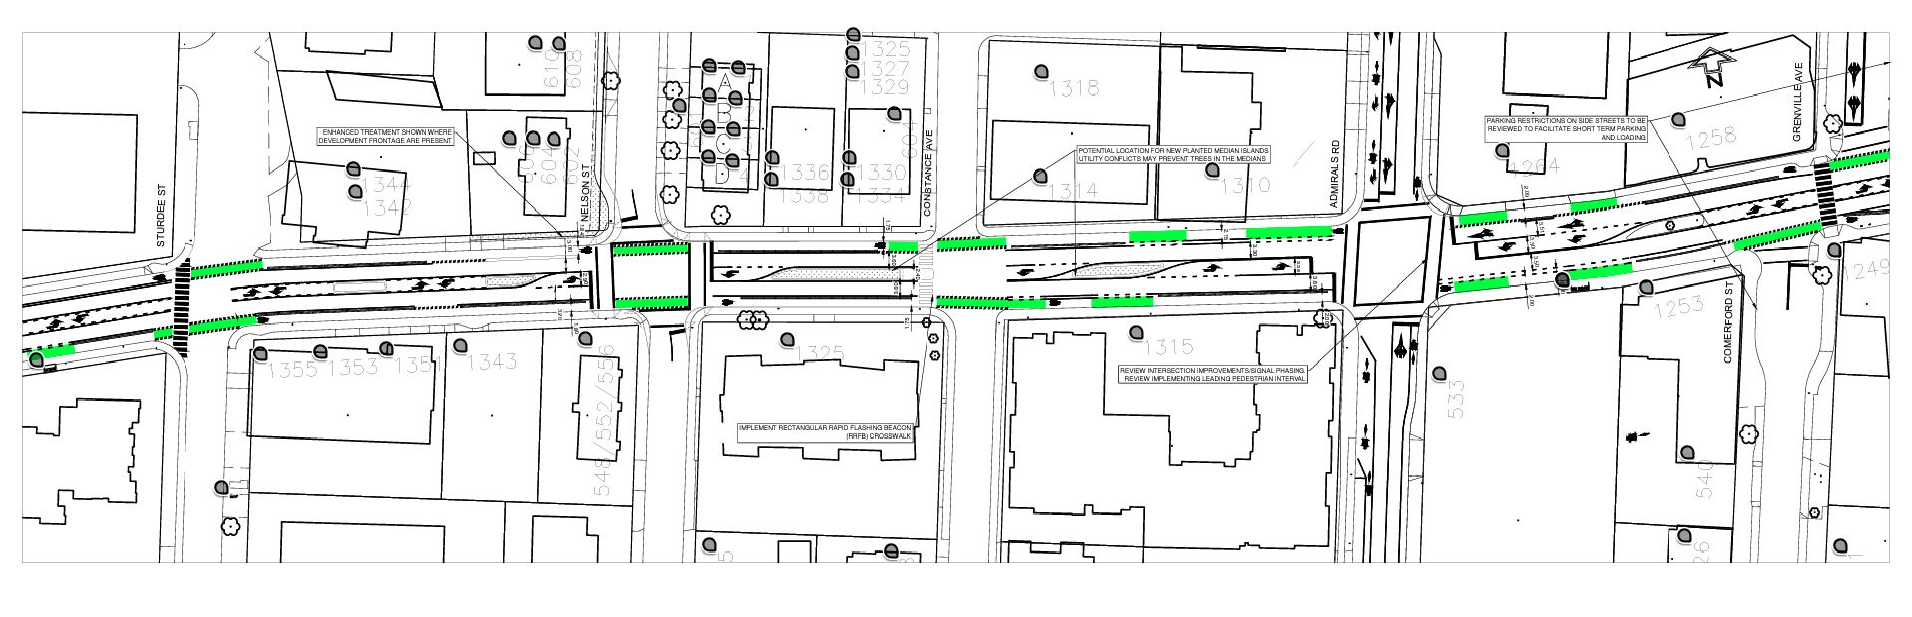 ENHANCED TREATMENT SHOWN WHERE
DEVELOPMENT FRONTAGE ARE PRESENT
POTENTIAL LOCATION FOR NEW PLANTED MEDIAN ISLANDS
UTILITY CONFLICTS MAY PREVENT TREES IN THE MEDIANS
PARKING RESTRICTIONS ON SIDE STREETS TO BE
REVIEWED TO FACILITATE SHORT TERM PARKING
AND LOADING
REVIEW INTERSECTION IMPROVEMENTS/SIGNAL PHASING.
REVIEW IMPLEMENTING LEADING PEDESTRIAN INTERVAL
IMPLEMENT RECTANGULAR RAPID FLASHING BEACON
(RRFB) CROSSWALK
STURDEE ST
NELSON ST
CONSTANCE AVE
ADMIRALS RD
GRENVILLE AVE
COMERFORD ST
N
610
608
604
602
1344
1342
A
B
C
D
1325
1327
1329
1336
1338
1330
1334
1318
1314
1310
1264
1258
1249
1253
1355
1353
1351
1343
548/552/556
1325
1315
533
540